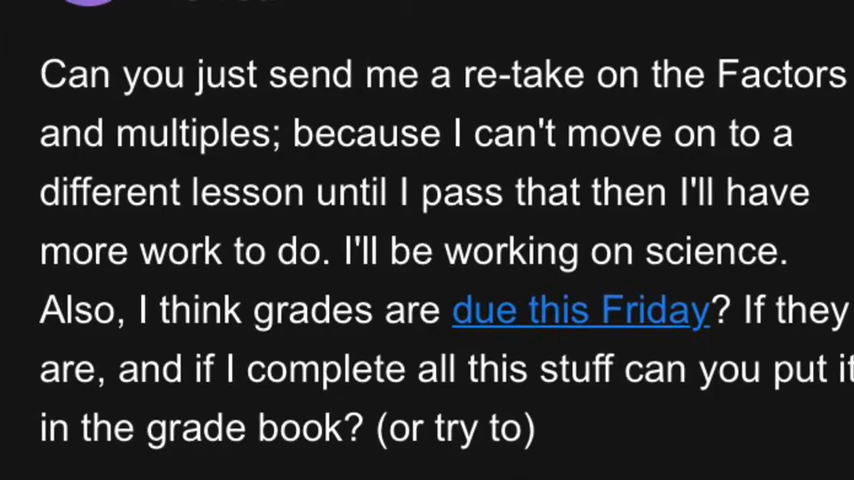 Can you just send me a re-take on the Factors
and multiples; because I can't move on to a
different lesson until I pass that then I'll have
more work to do. I'll be working on science.
Also, I think grades are due this Friday? If they
are, and if I complete all this stuff can you put it
in the grade book? (or try to)